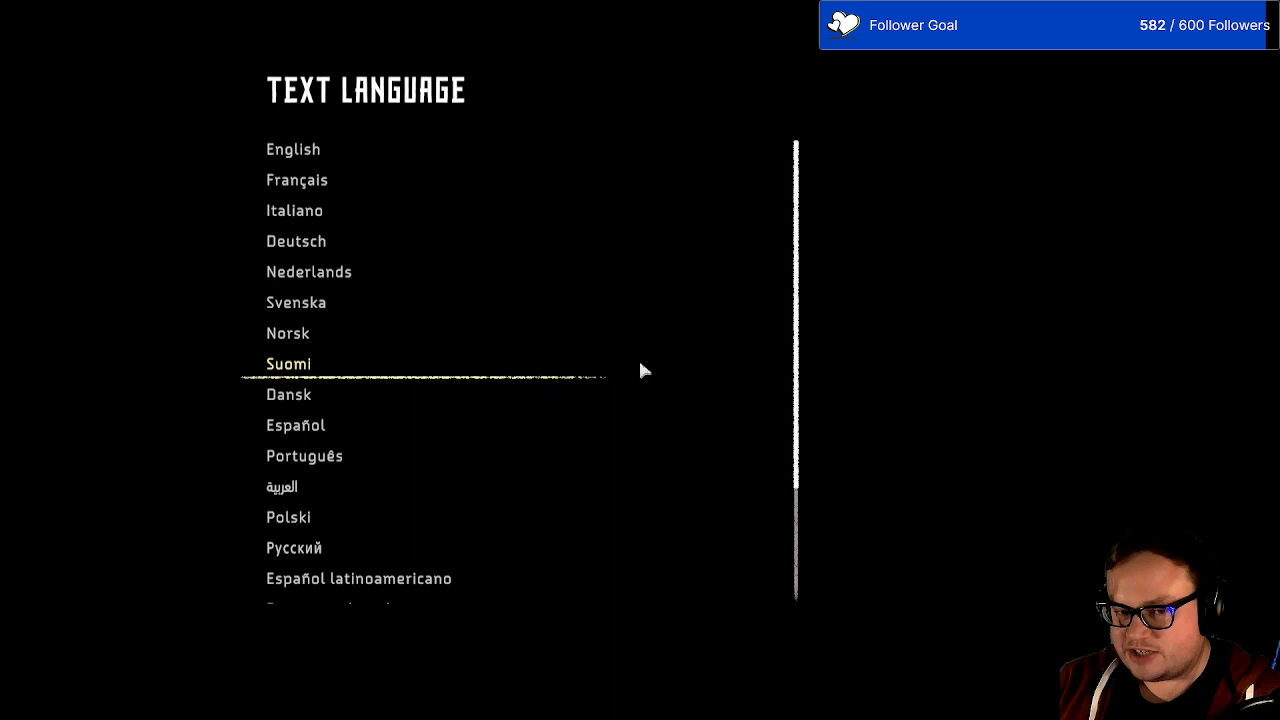 Follower Goal 582 / 600 Followers
TEXT LANGUAGE
English
Français
Italiano
Deutsch
Nederlands
Svenska
Norsk
Suomi
Dansk
Español
Português
العربية
Polski
Русский
Español latinoamericano